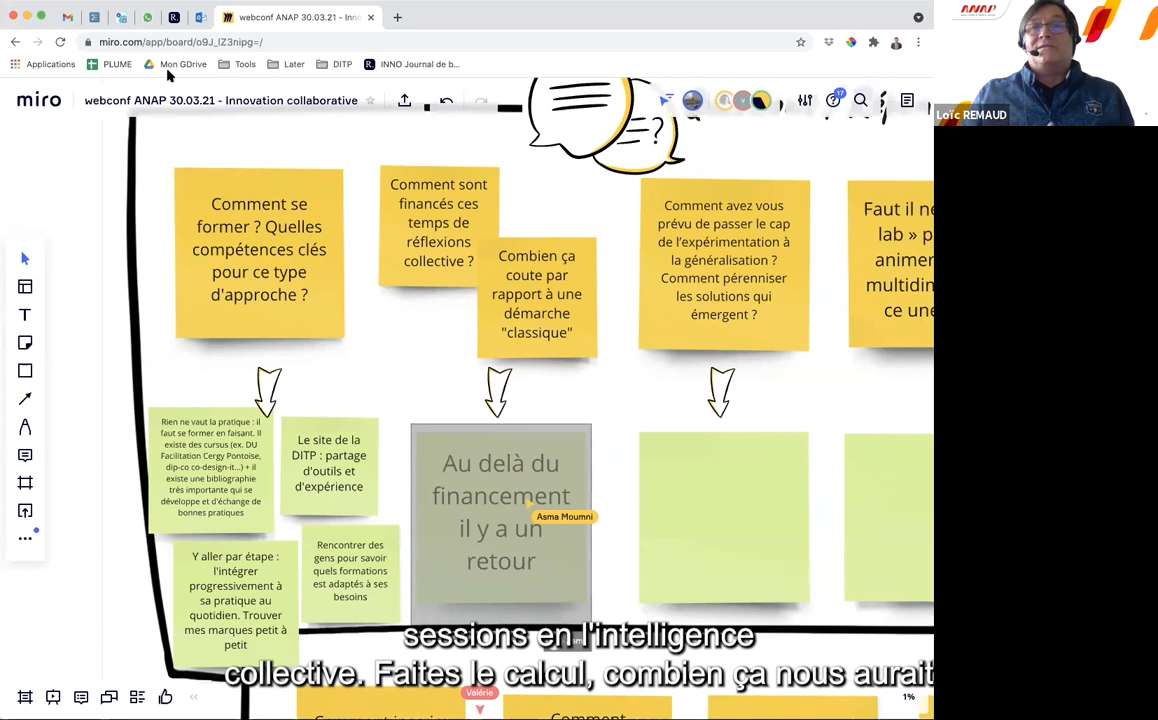 webconf ANAP 30.03.21 - Inno
miro.com/app/board/o9J_lZ3nipg=/
Applications
PLUME
Mon GDrive
Tools
Later
DITP
INNO Journal de b...
miro
webconf ANAP 30.03.21 - Innovation collaborative
17
ANAP
Loïc REMAUD
Comment se
former ? Quelles
compétences clés
pour ce type
d'approche ?
Comment sont
financés ces
temps de
réflexions
collective ?
Combien ça
coute par
rapport à une
démarche
"classique"
Comment avez vous
prévu de passer le cap
de l'expérimentation à
la généralisation ?
Comment pérenniser
les solutions qui
émergent ?
Faut il ne
lab » p
animer
multidim
ce une
Rien ne vaut la pratique : il
faut se former en faisant. Il
existe des cursus (ex. DU
Facilitation Cergy Pontoise,
dip-co co-design-it...) + il
existe une bibliographie
très importante qui se
développe et d'échange de
bonnes pratiques
Le site de la
DITP : partage
d'outils et
d'expérience
Y aller par étape :
l'intégrer
progressivement à
sa pratique au
quotidien. Trouver
mes marques petit à
petit
Rencontrer des
gens pour savoir
quels formations
est adaptés à ses
besoins
Au delà du
financement
il y a un
retour
Asma Moumni
sessions en l'intelligence
collective. Faites le calcul, combien ça nous aurait
Valérie
1%
Comment